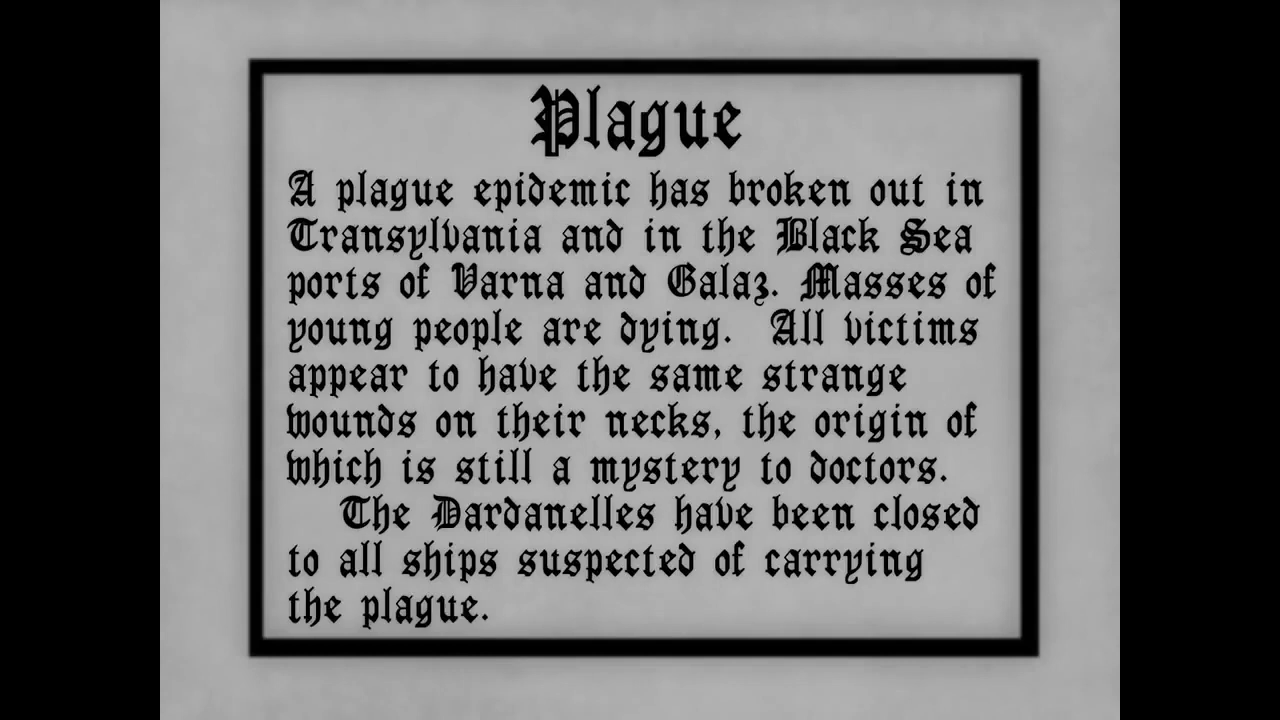 Plague
A plague epidemic has broken out in
Transylvania and in the Black Sea
ports of Varna and Galaz. Masses of
young people are dying. All victims
appear to have the same strange
wounds on their necks, the origin of
which is still a mystery to doctors.
The Dardanelles have been closed
to all ships suspected of carrying
the plague.